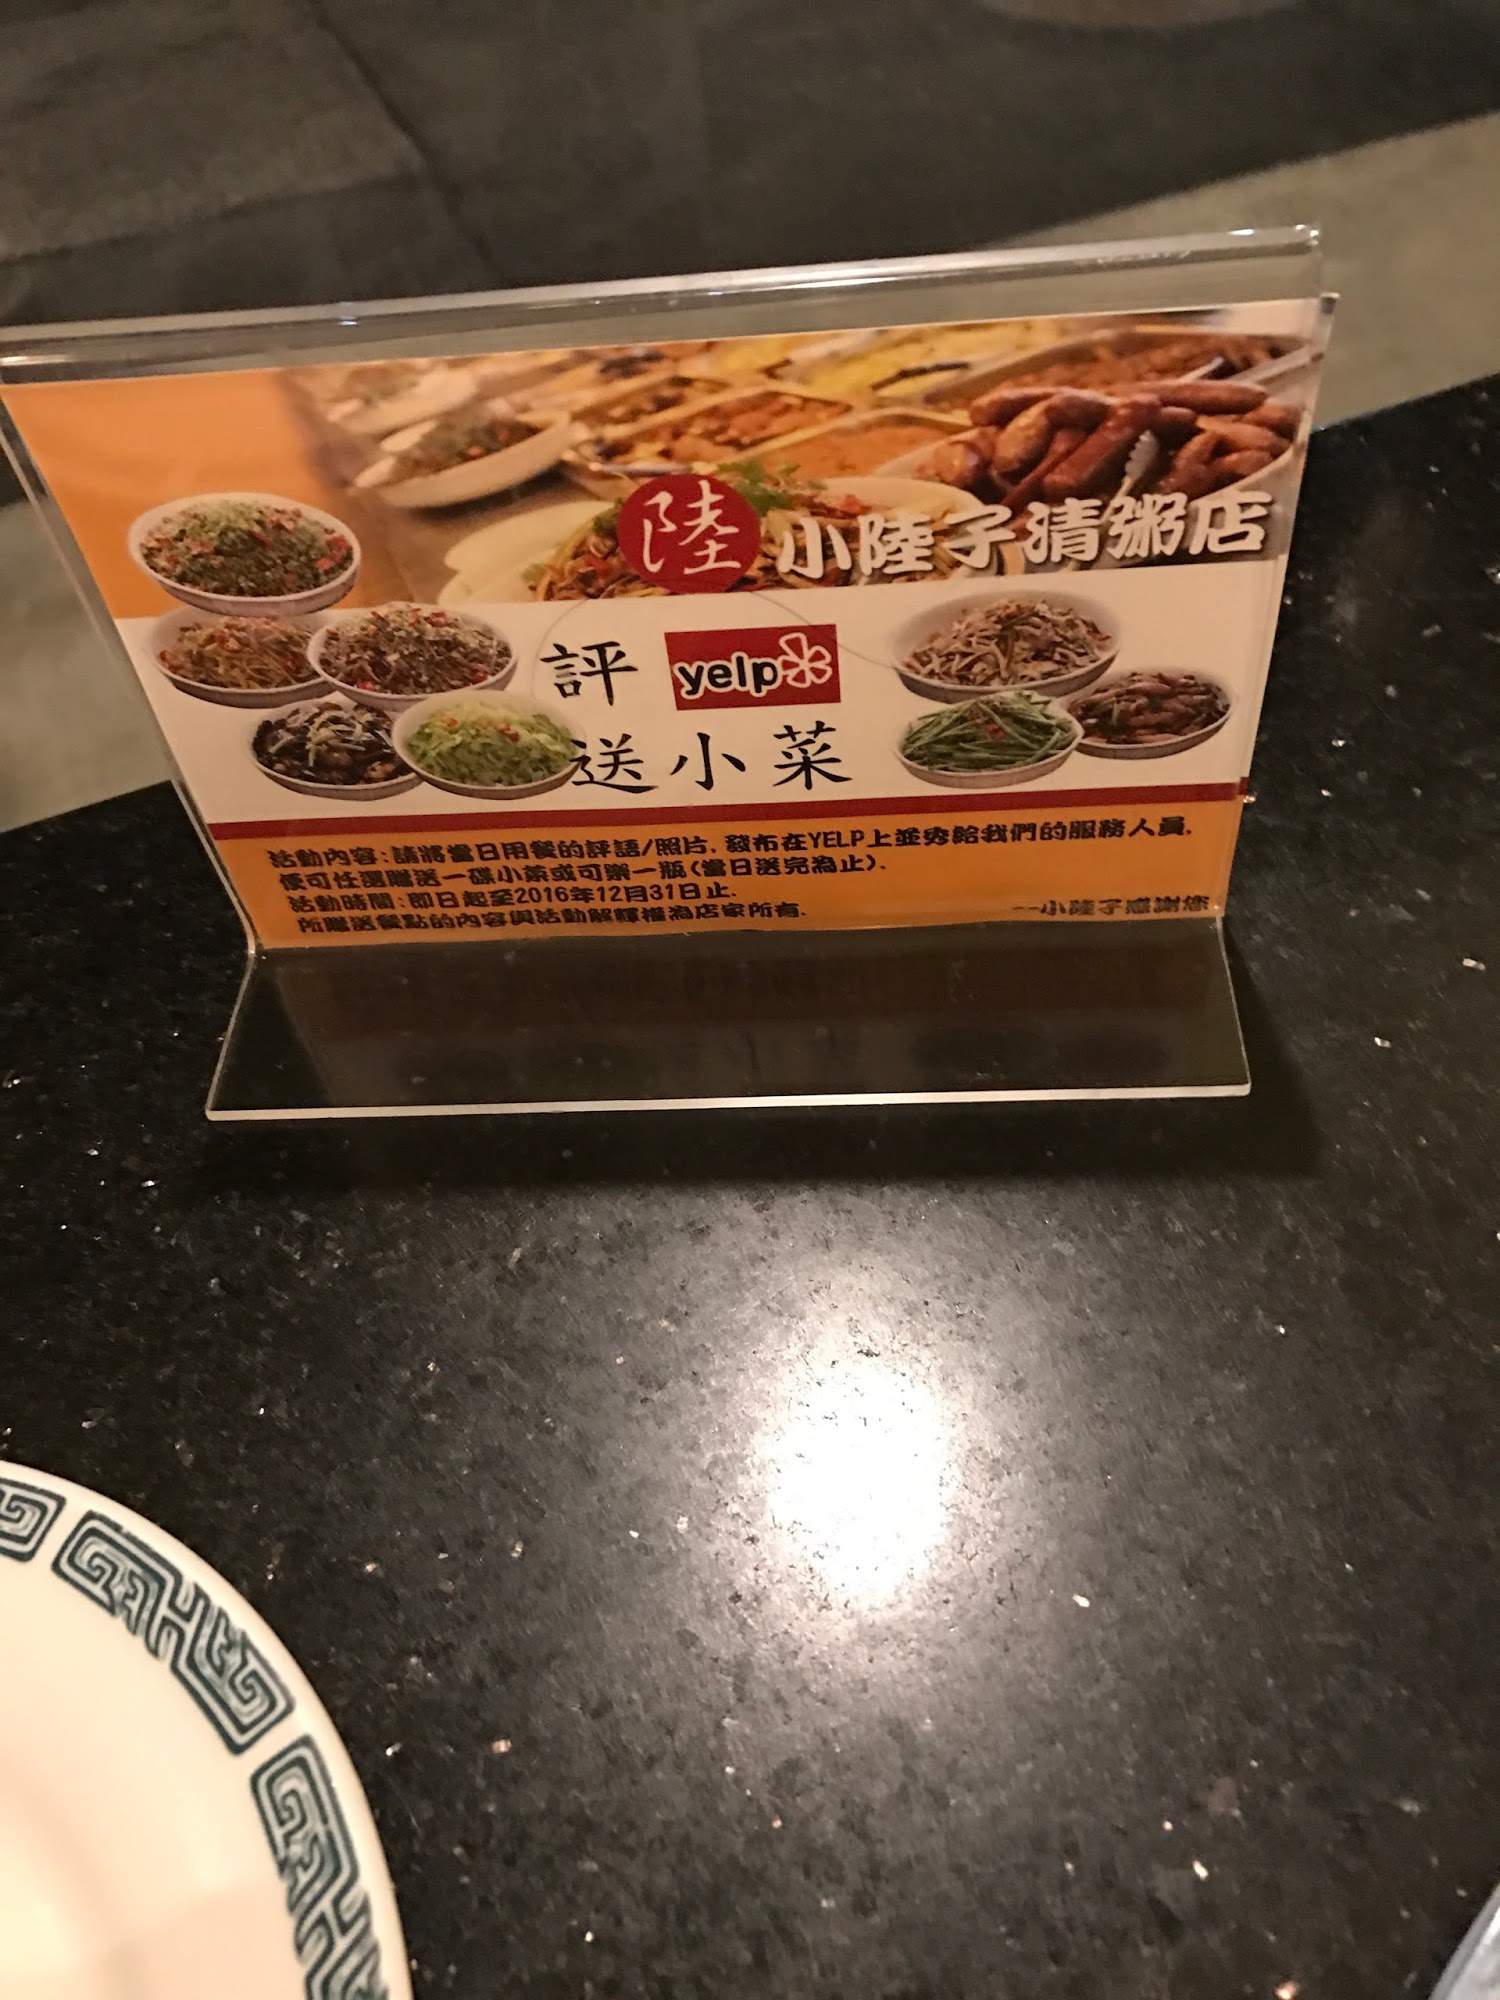 陸 小陸子清粥店
評 yelp
送小菜
活動內容:請將當日用餐的評語/照片,發布在YELP上並秀給我們的服務人員,
便可任選贈送一碟小菜或可樂一瓶(當日送完為止).
活動時間:即日起至2016年12月31日止.
所贈送餐點的內容與活動解釋權為店家所有.
--小陸子感謝您